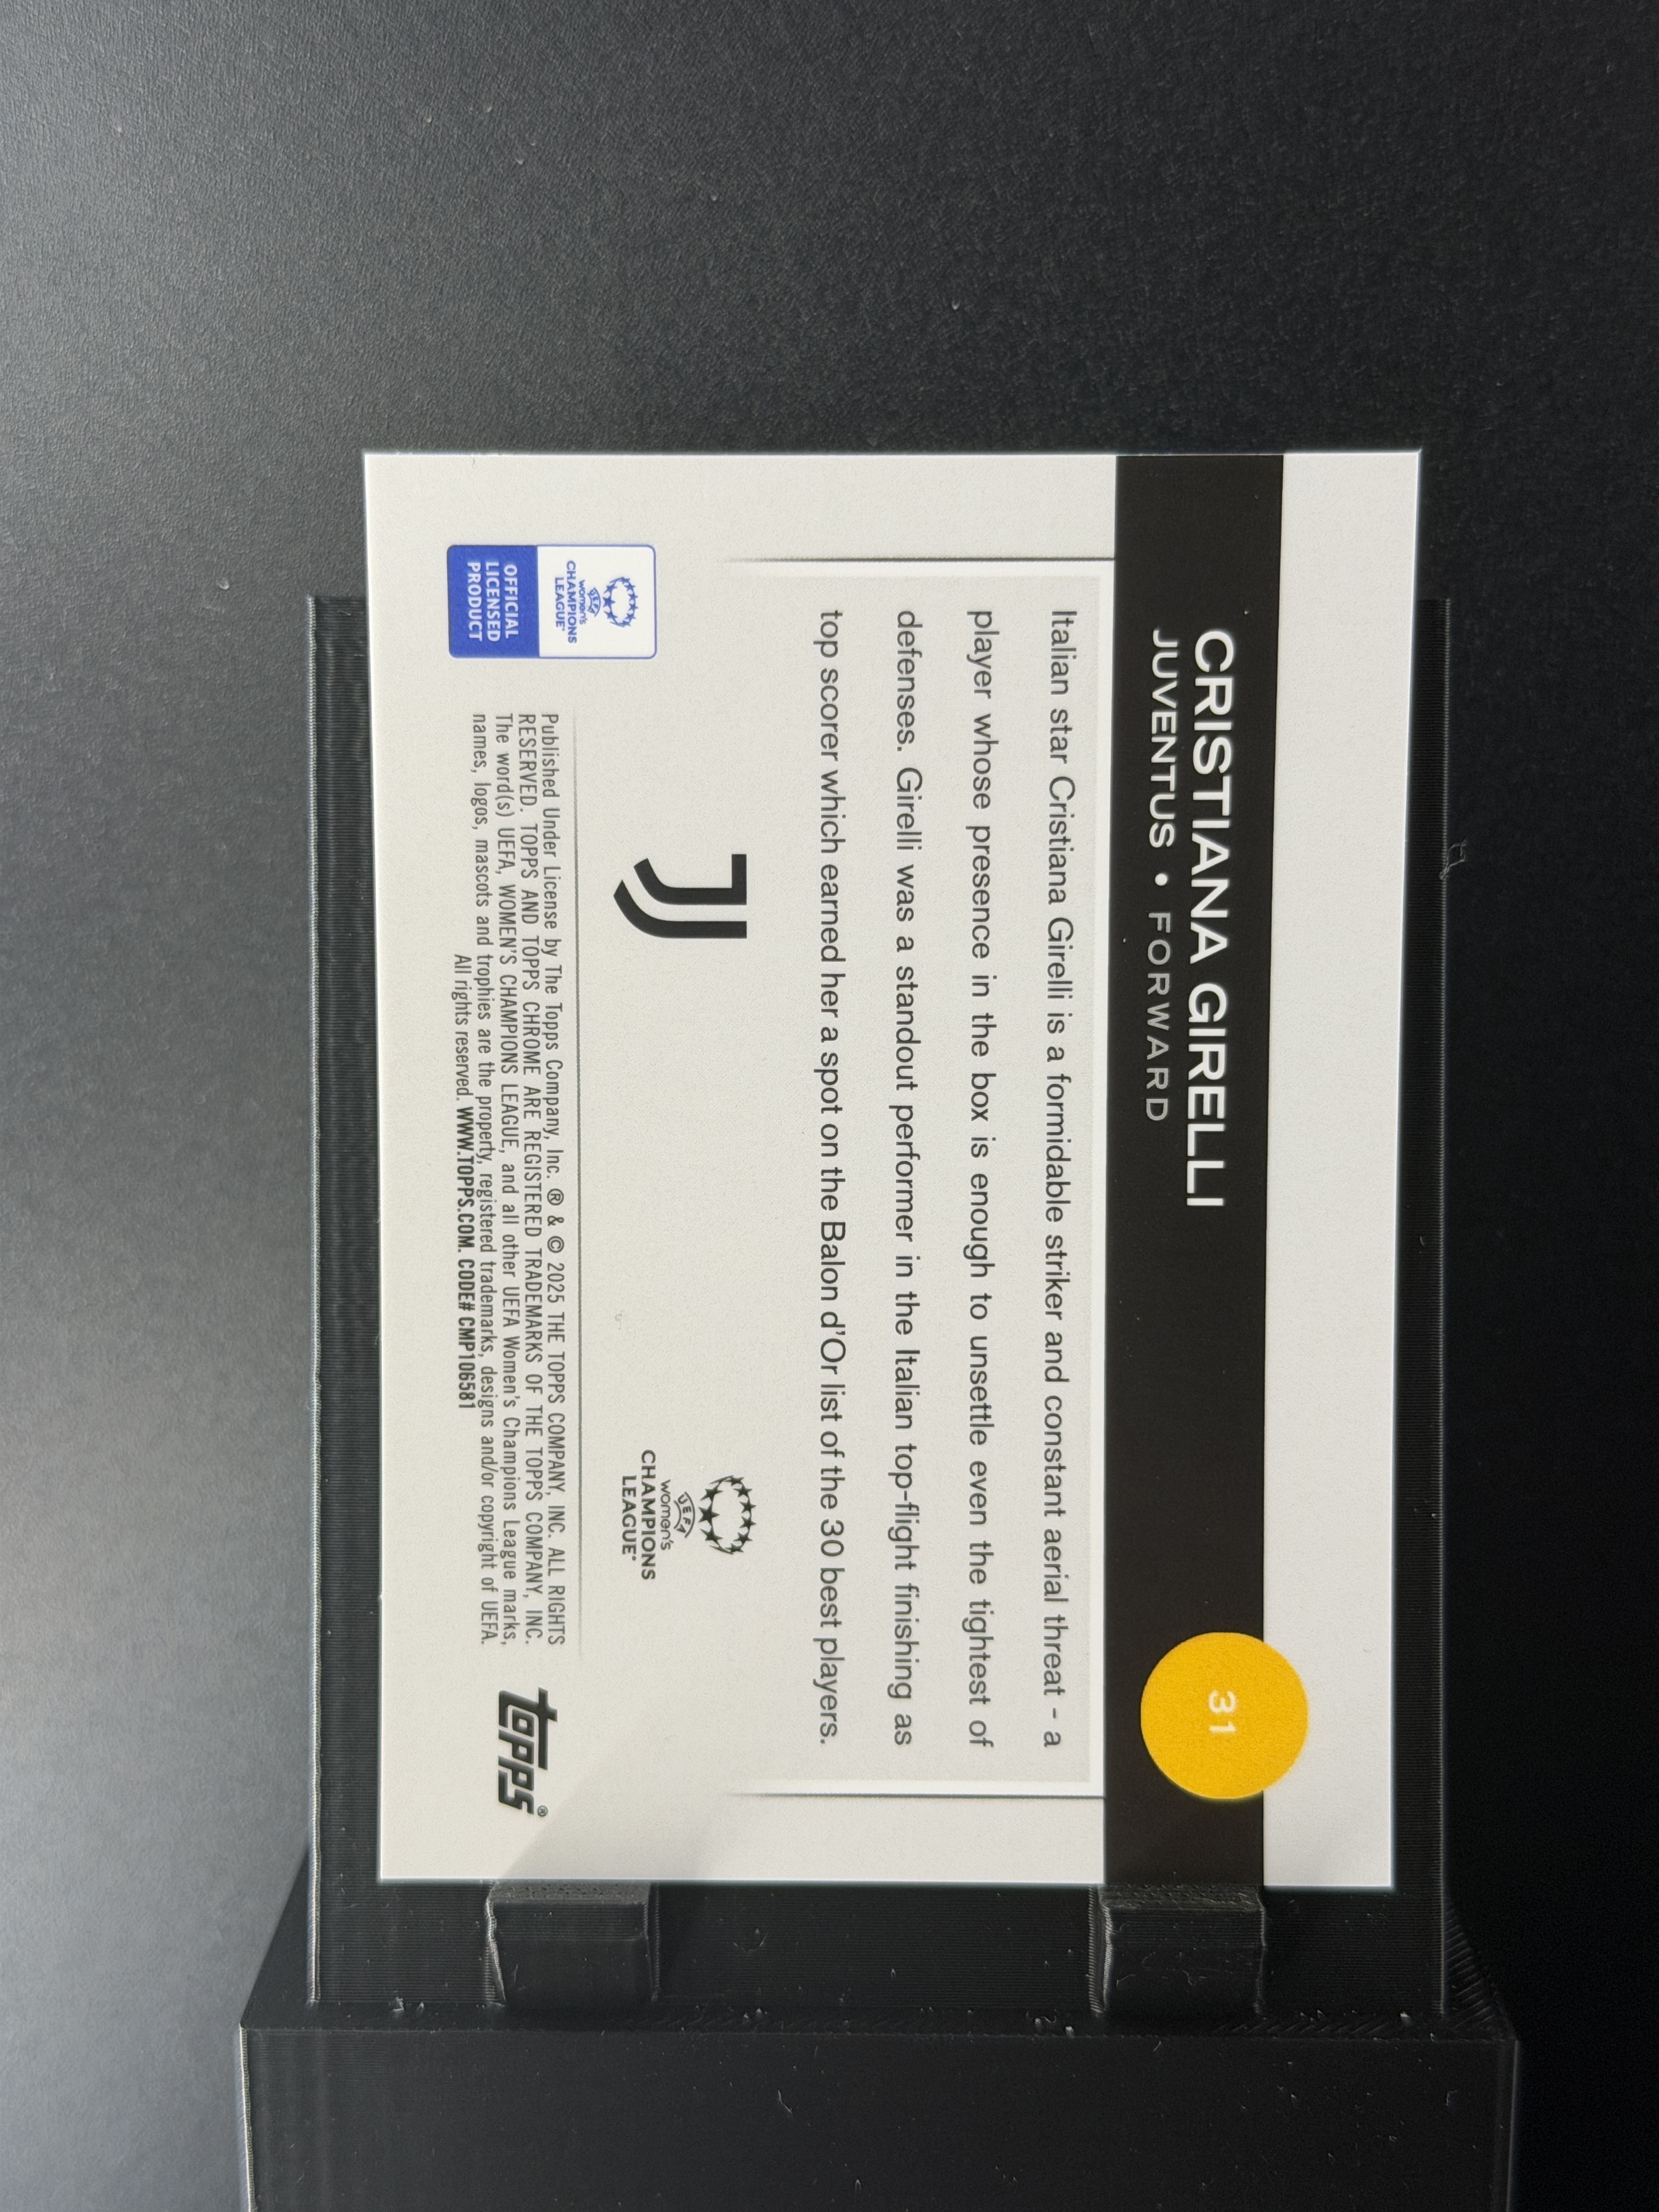 31
CRISTIANA GIRELLI
JUVENTUS • FORWARD
Italian star Cristiana Girelli is a formidable striker and constant aerial threat - a
player whose presence in the box is enough to unsettle even the tightest of
defenses. Girelli was a standout performer in the Italian top-flight finishing as
top scorer which earned her a spot on the Balon d'Or list of the 30 best players.
UEFA
women's
CHAMPIONS
LEAGUE®
UEFA
women's
CHAMPIONS
LEAGUE®
OFFICIAL
LICENSED
PRODUCT
Published Under License by The Topps Company, Inc. ® & © 2025 THE TOPPS COMPANY, INC. ALL RIGHTS
RESERVED. TOPPS AND TOPPS CHROME ARE REGISTERED TRADEMARKS OF THE TOPPS COMPANY, INC.
The word(s) UEFA, WOMEN'S CHAMPIONS LEAGUE, and all other UEFA Women's Champions League marks,
names, logos, mascots and trophies are the property, registered trademarks, designs and/or copyright of UEFA.
All rights reserved. WWW.TOPPS.COM. CODE# CMP106581
topps®